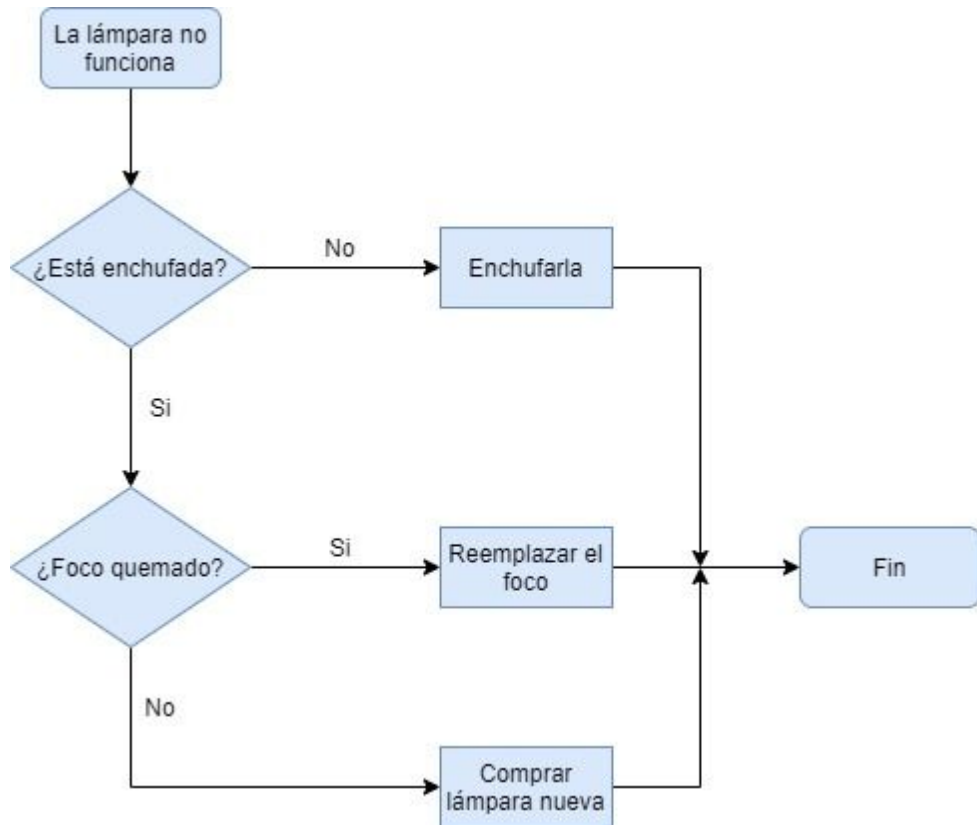 La lámpara no
funciona
¿Está enchufada?
No
Enchufarla
Si
¿Foco quemado?
Si
Reemplazar el
foco
Fin
No
Comprar
lámpara nueva